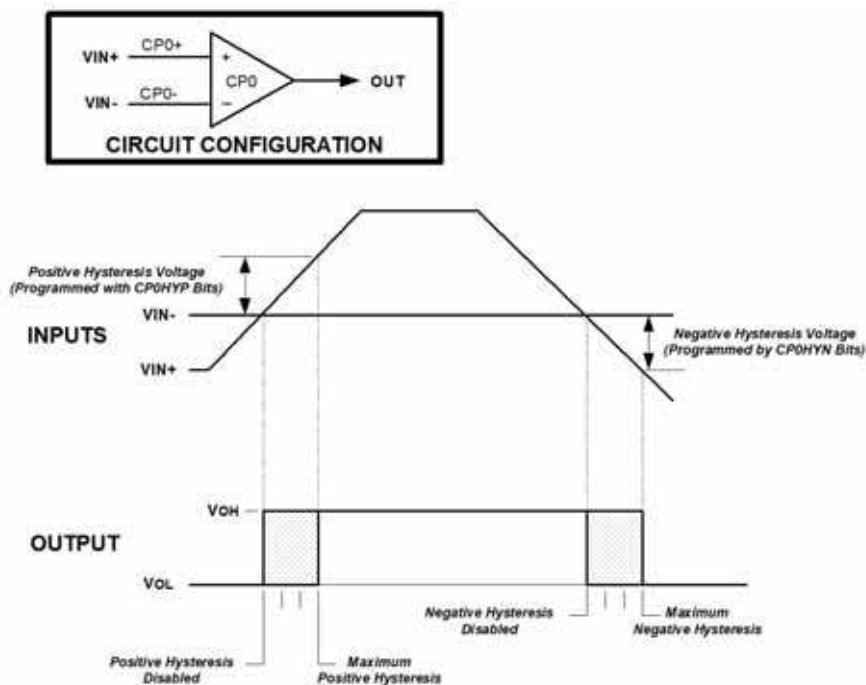 VIN+
CP0+
+
CP0
OUT
VIN-
CP0-
−
CIRCUIT CONFIGURATION
Positive Hysteresis Voltage
(Programmed with CP0HYP Bits)
VIN-
INPUTS
Negative Hysteresis Voltage
(Programmed by CP0HYN Bits)
VIN+
VOH
OUTPUT
VOL
Negative Hysteresis
Disabled
Maximum
Negative Hysteresis
Positive Hysteresis
Disabled
Maximum
Positive Hysteresis